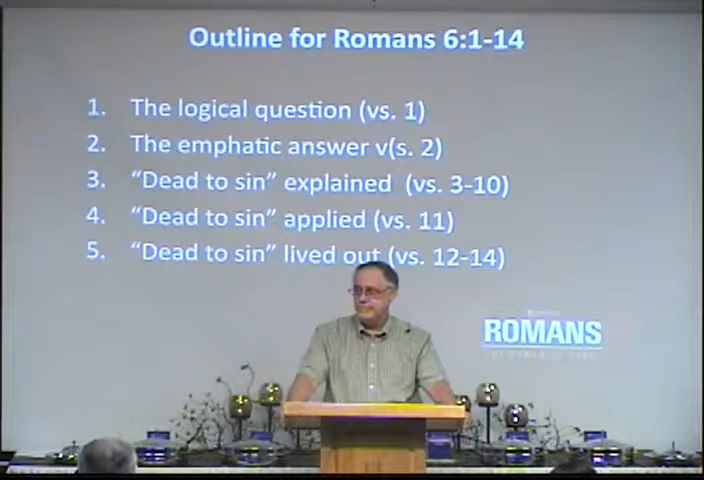 Outline for Romans 6:1-14
1. The logical question (vs. 1)
2. The emphatic answer v(s. 2)
3. “Dead to sin” explained (vs. 3-10)
4. “Dead to sin” applied (vs. 11)
5. “Dead to sin” lived out (vs. 12-14)
ROMANS